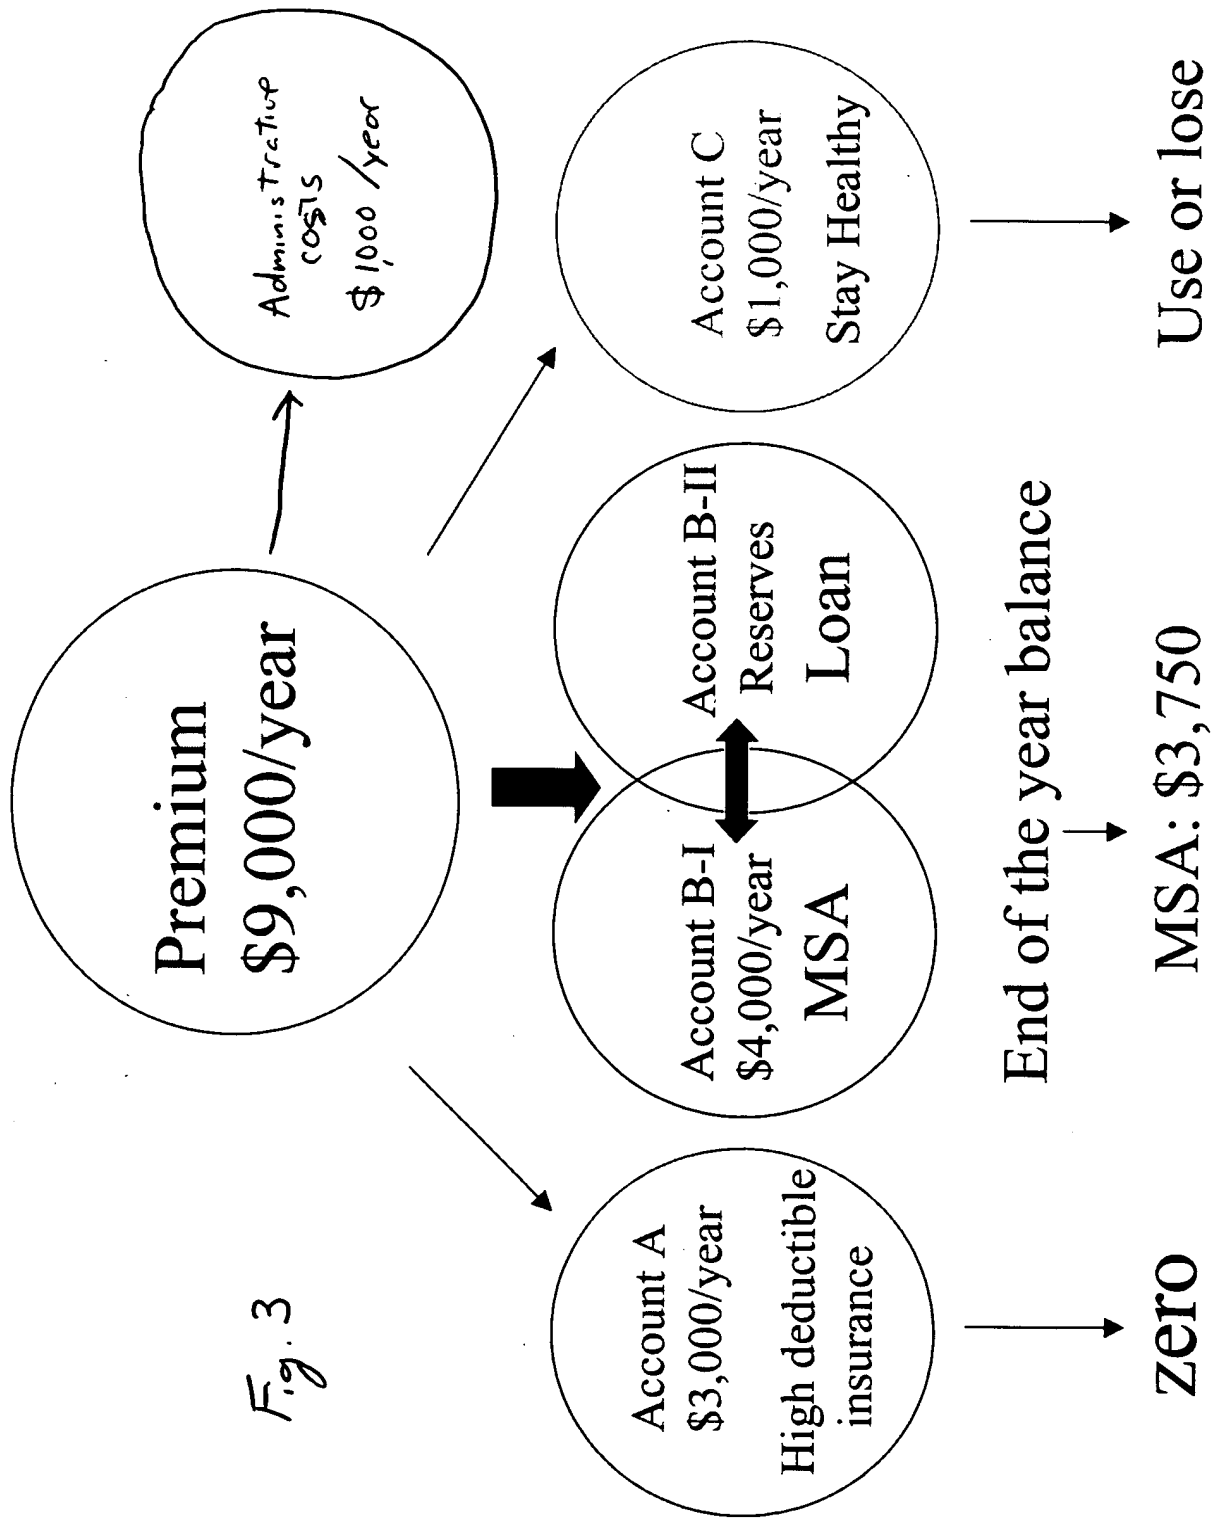 Fig. 3
Premium
$9,000/year
Administrative
costs
$1,000/year
Account A
$3,000/year
High deductible
insurance
Account B-I
$4,000/year
MSA
Account B-II
Reserves
Loan
Account C
$1,000/year
Stay Healthy
End of the year balance
zero
MSA: $3,750
Use or lose